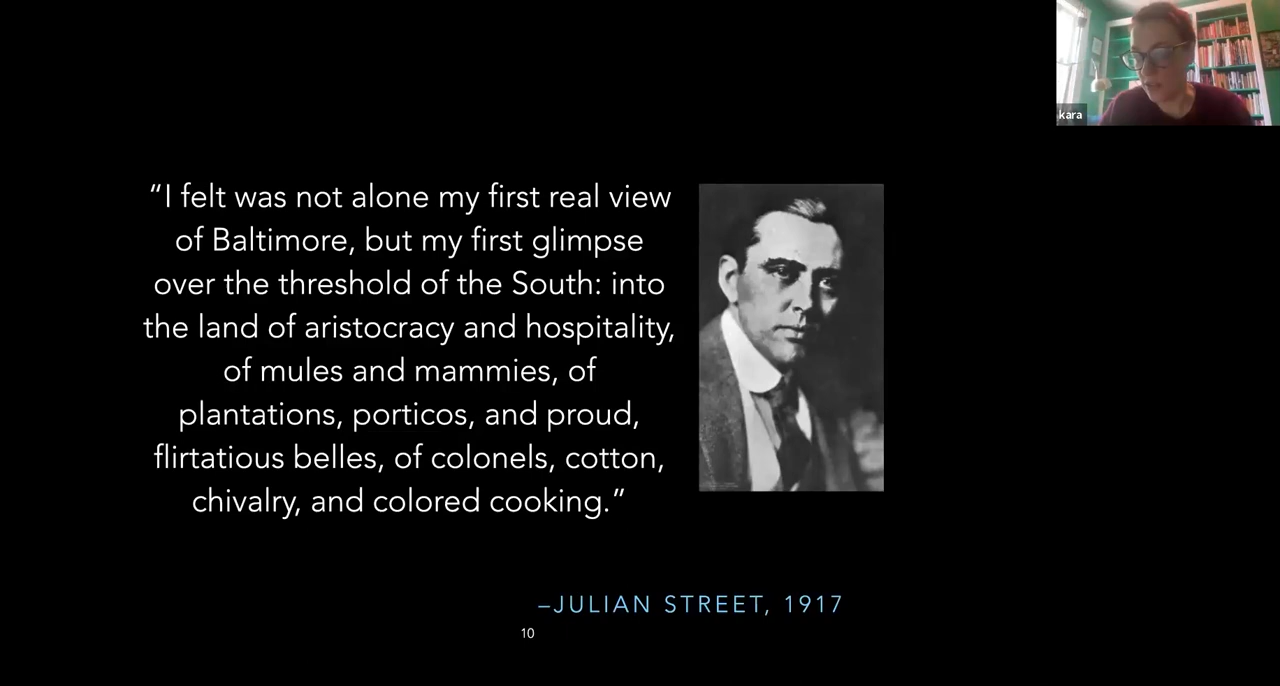 kara
“I felt was not alone my first real view
of Baltimore, but my first glimpse
over the threshold of the South: into
the land of aristocracy and hospitality,
of mules and mammies, of
plantations, porticos, and proud,
flirtatious belles, of colonels, cotton,
chivalry, and colored cooking.”
–JULIAN STREET, 1917
10